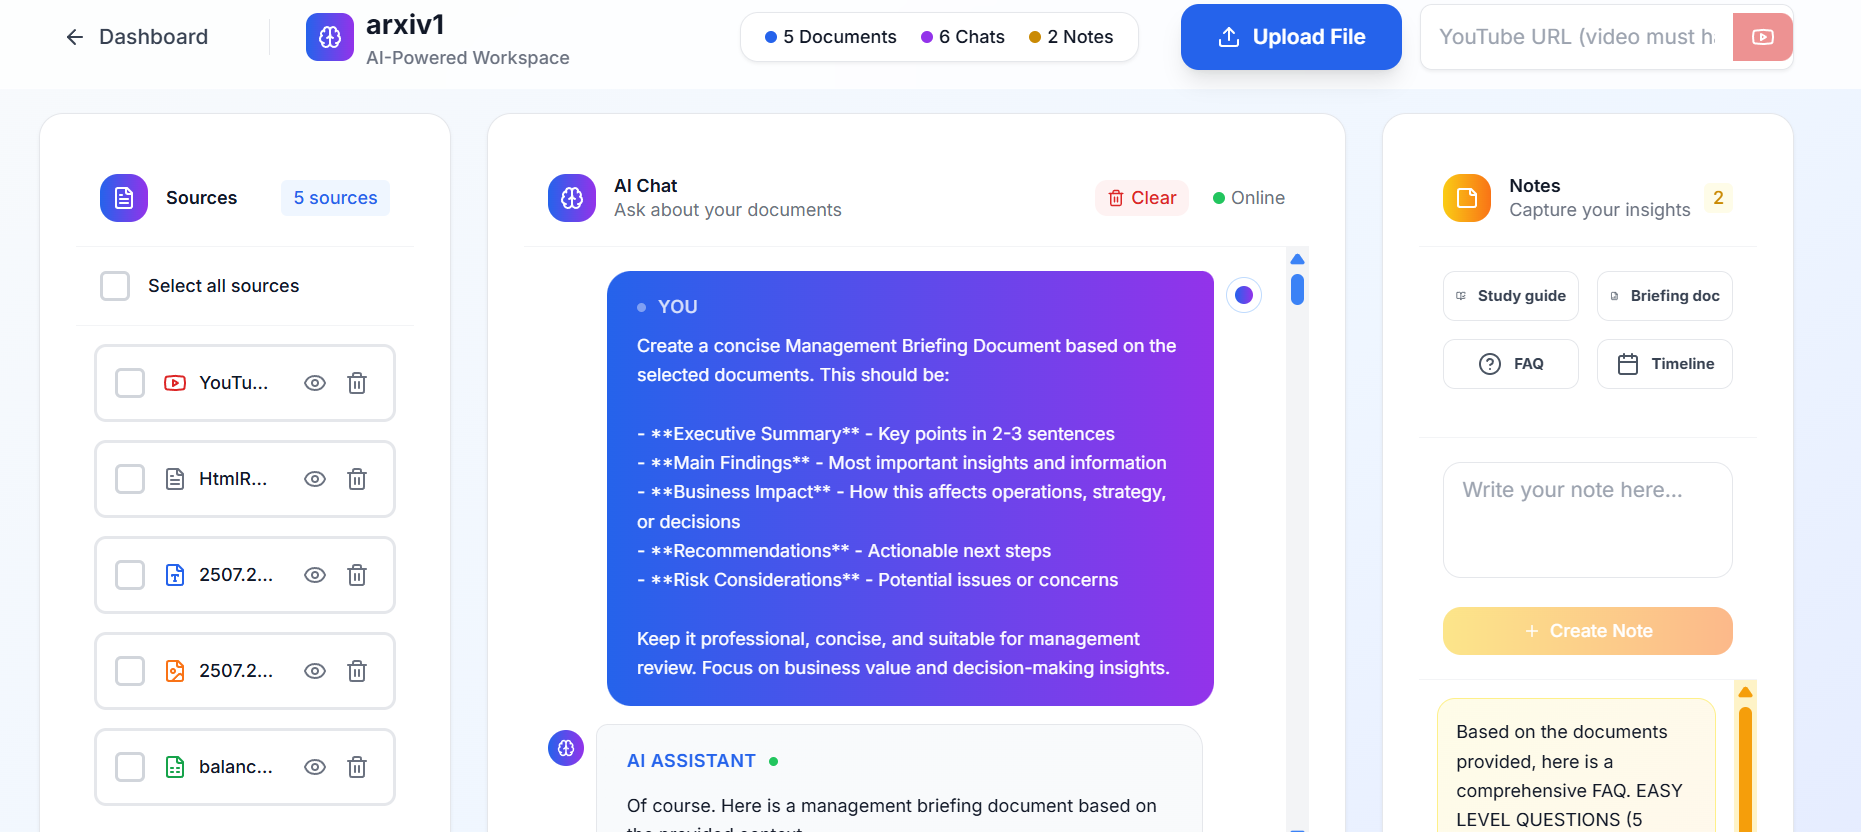 Dashboard
arxiv1
AI-Powered Workspace
5 Documents
6 Chats
2 Notes
Upload File
YouTube URL (video must ha
Sources
5 sources
Select all sources
YouTu...
HtmlR...
2507.2...
2507.2...
balanc...
AI Chat
Ask about your documents
Clear
Online
YOU
Create a concise Management Briefing Document based on the
selected documents. This should be:
- **Executive Summary** - Key points in 2-3 sentences
- **Main Findings** - Most important insights and information
- **Business Impact** - How this affects operations, strategy,
or decisions
- **Recommendations** - Actionable next steps
- **Risk Considerations** - Potential issues or concerns
Keep it professional, concise, and suitable for management
review. Focus on business value and decision-making insights.
AI ASSISTANT
Of course. Here is a management briefing document based on
the provided context
Notes
Capture your insights
2
Study guide
Briefing doc
FAQ
Timeline
Write your note here...
+ Create Note
Based on the documents
provided, here is a
comprehensive FAQ. EASY
LEVEL QUESTIONS (5